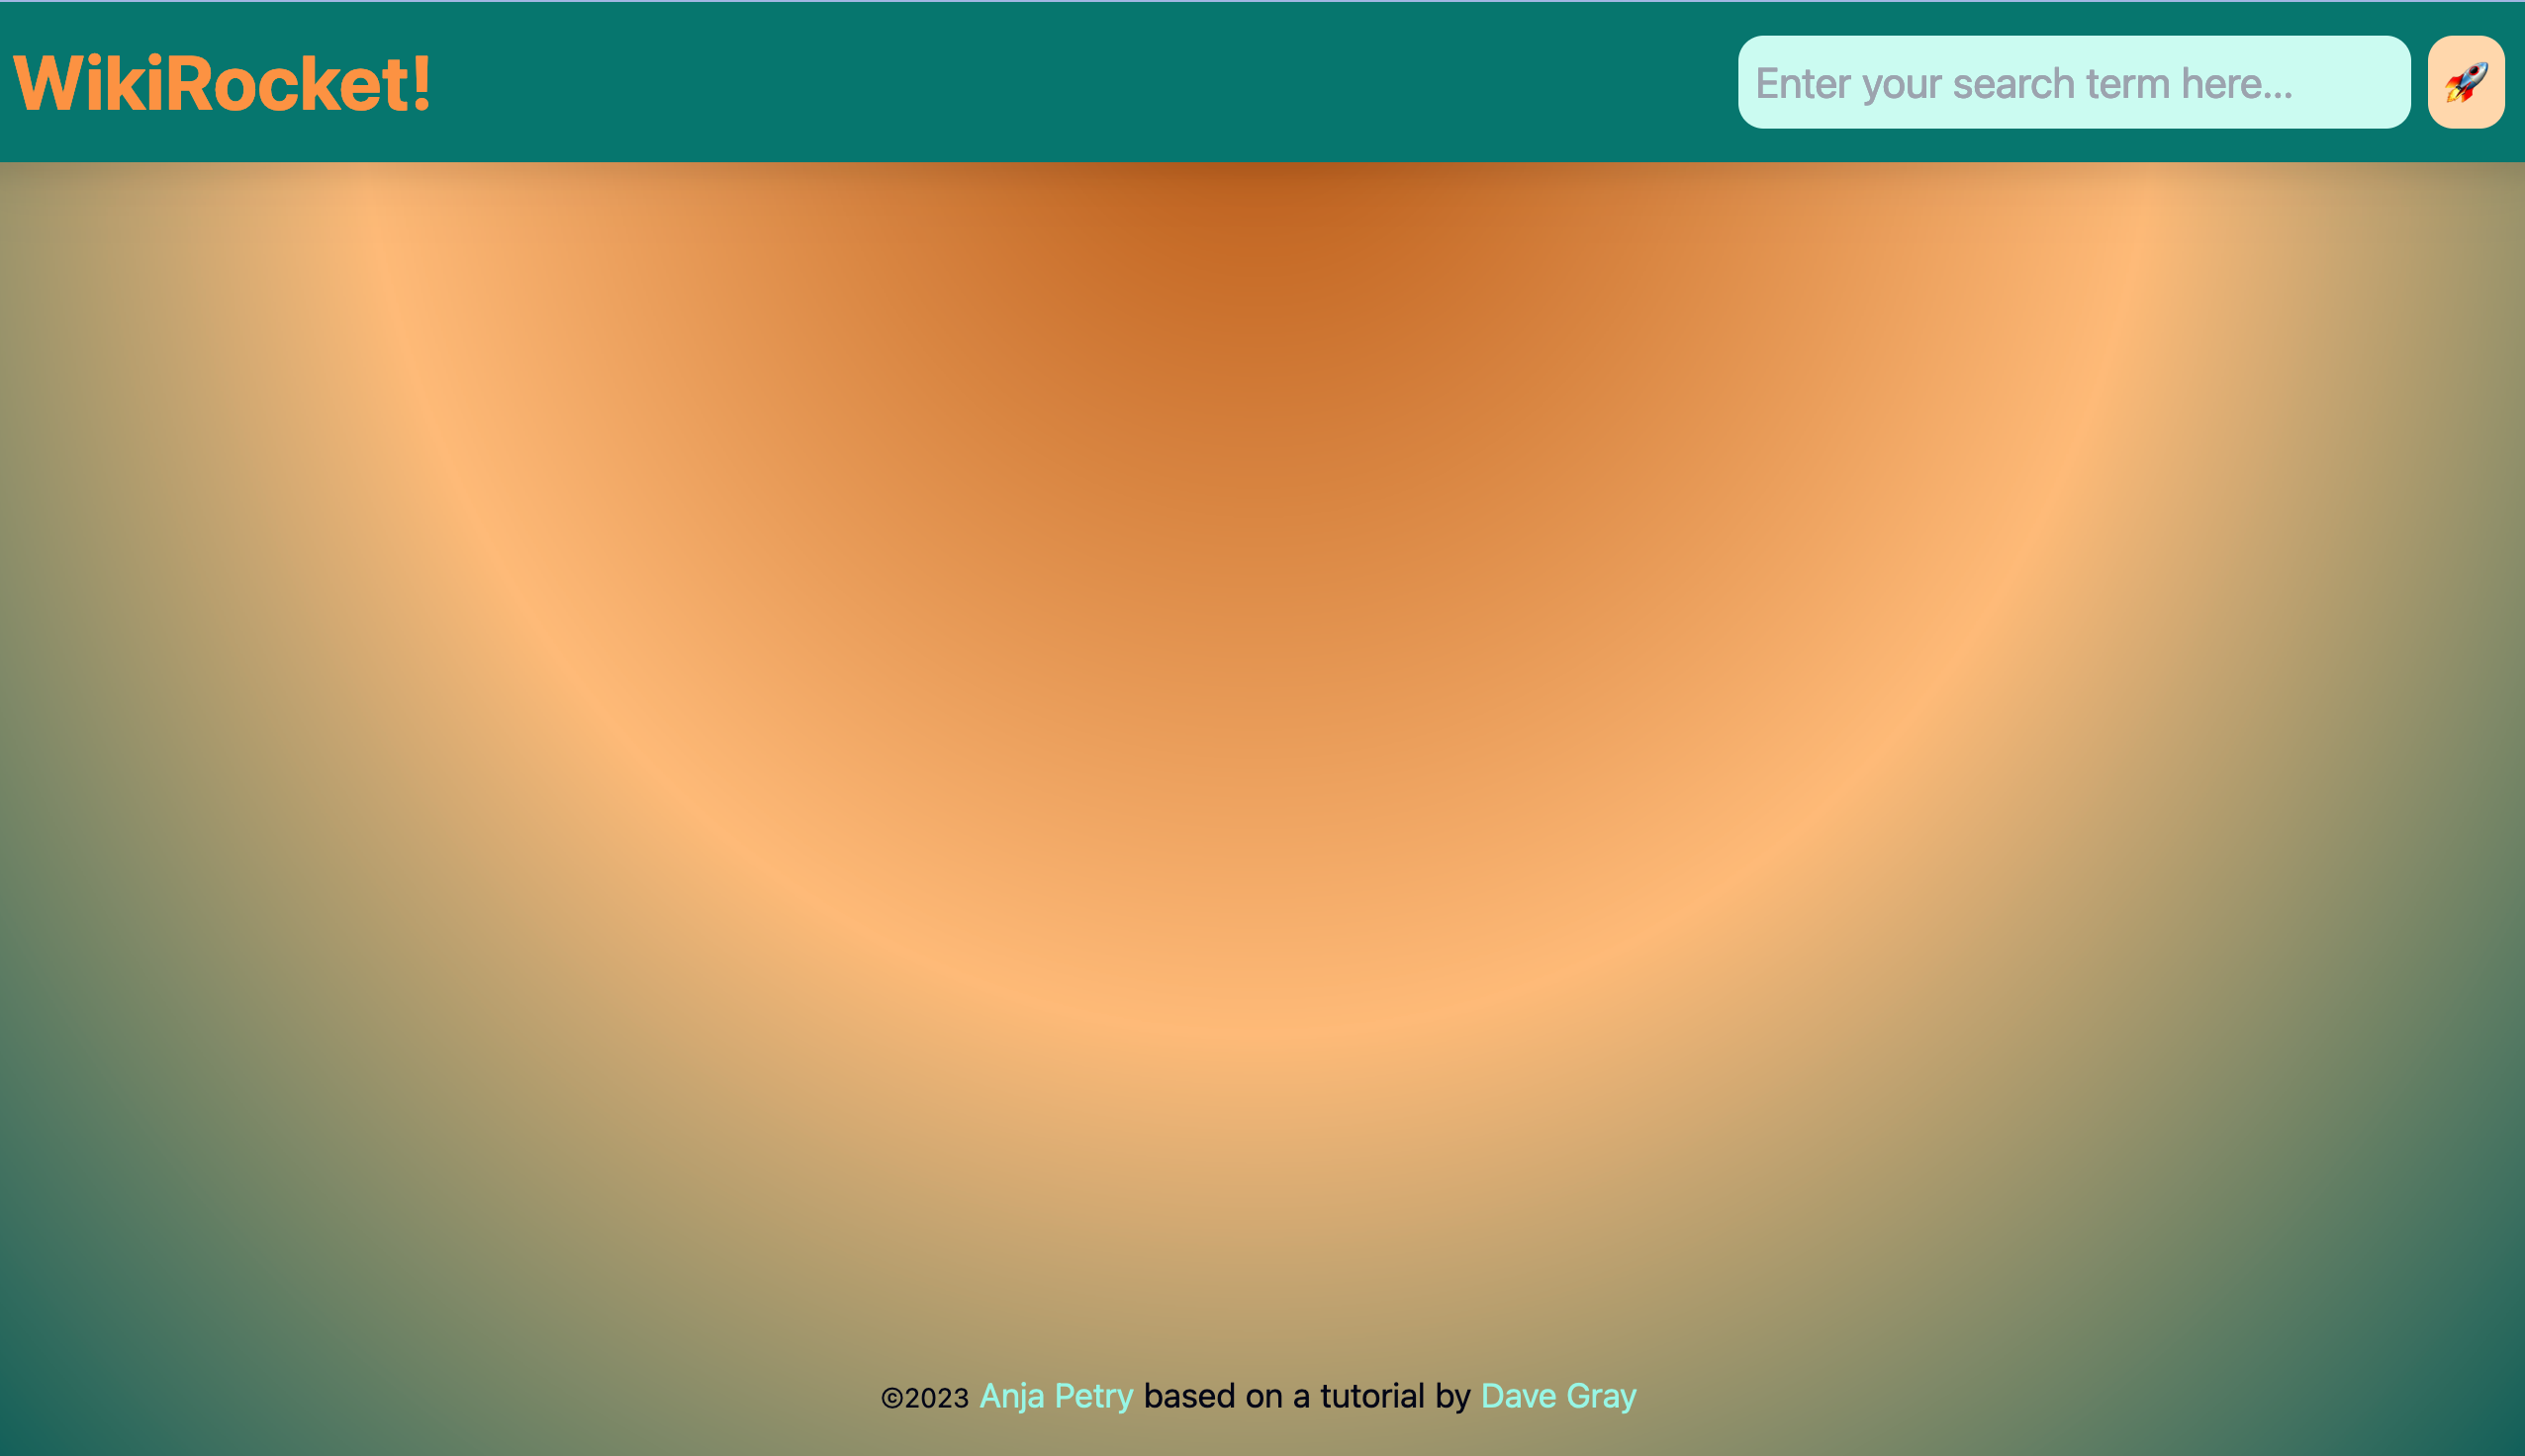 WikiRocket!
Enter your search term here...
©2023 Anja Petry based on a tutorial by Dave Gray